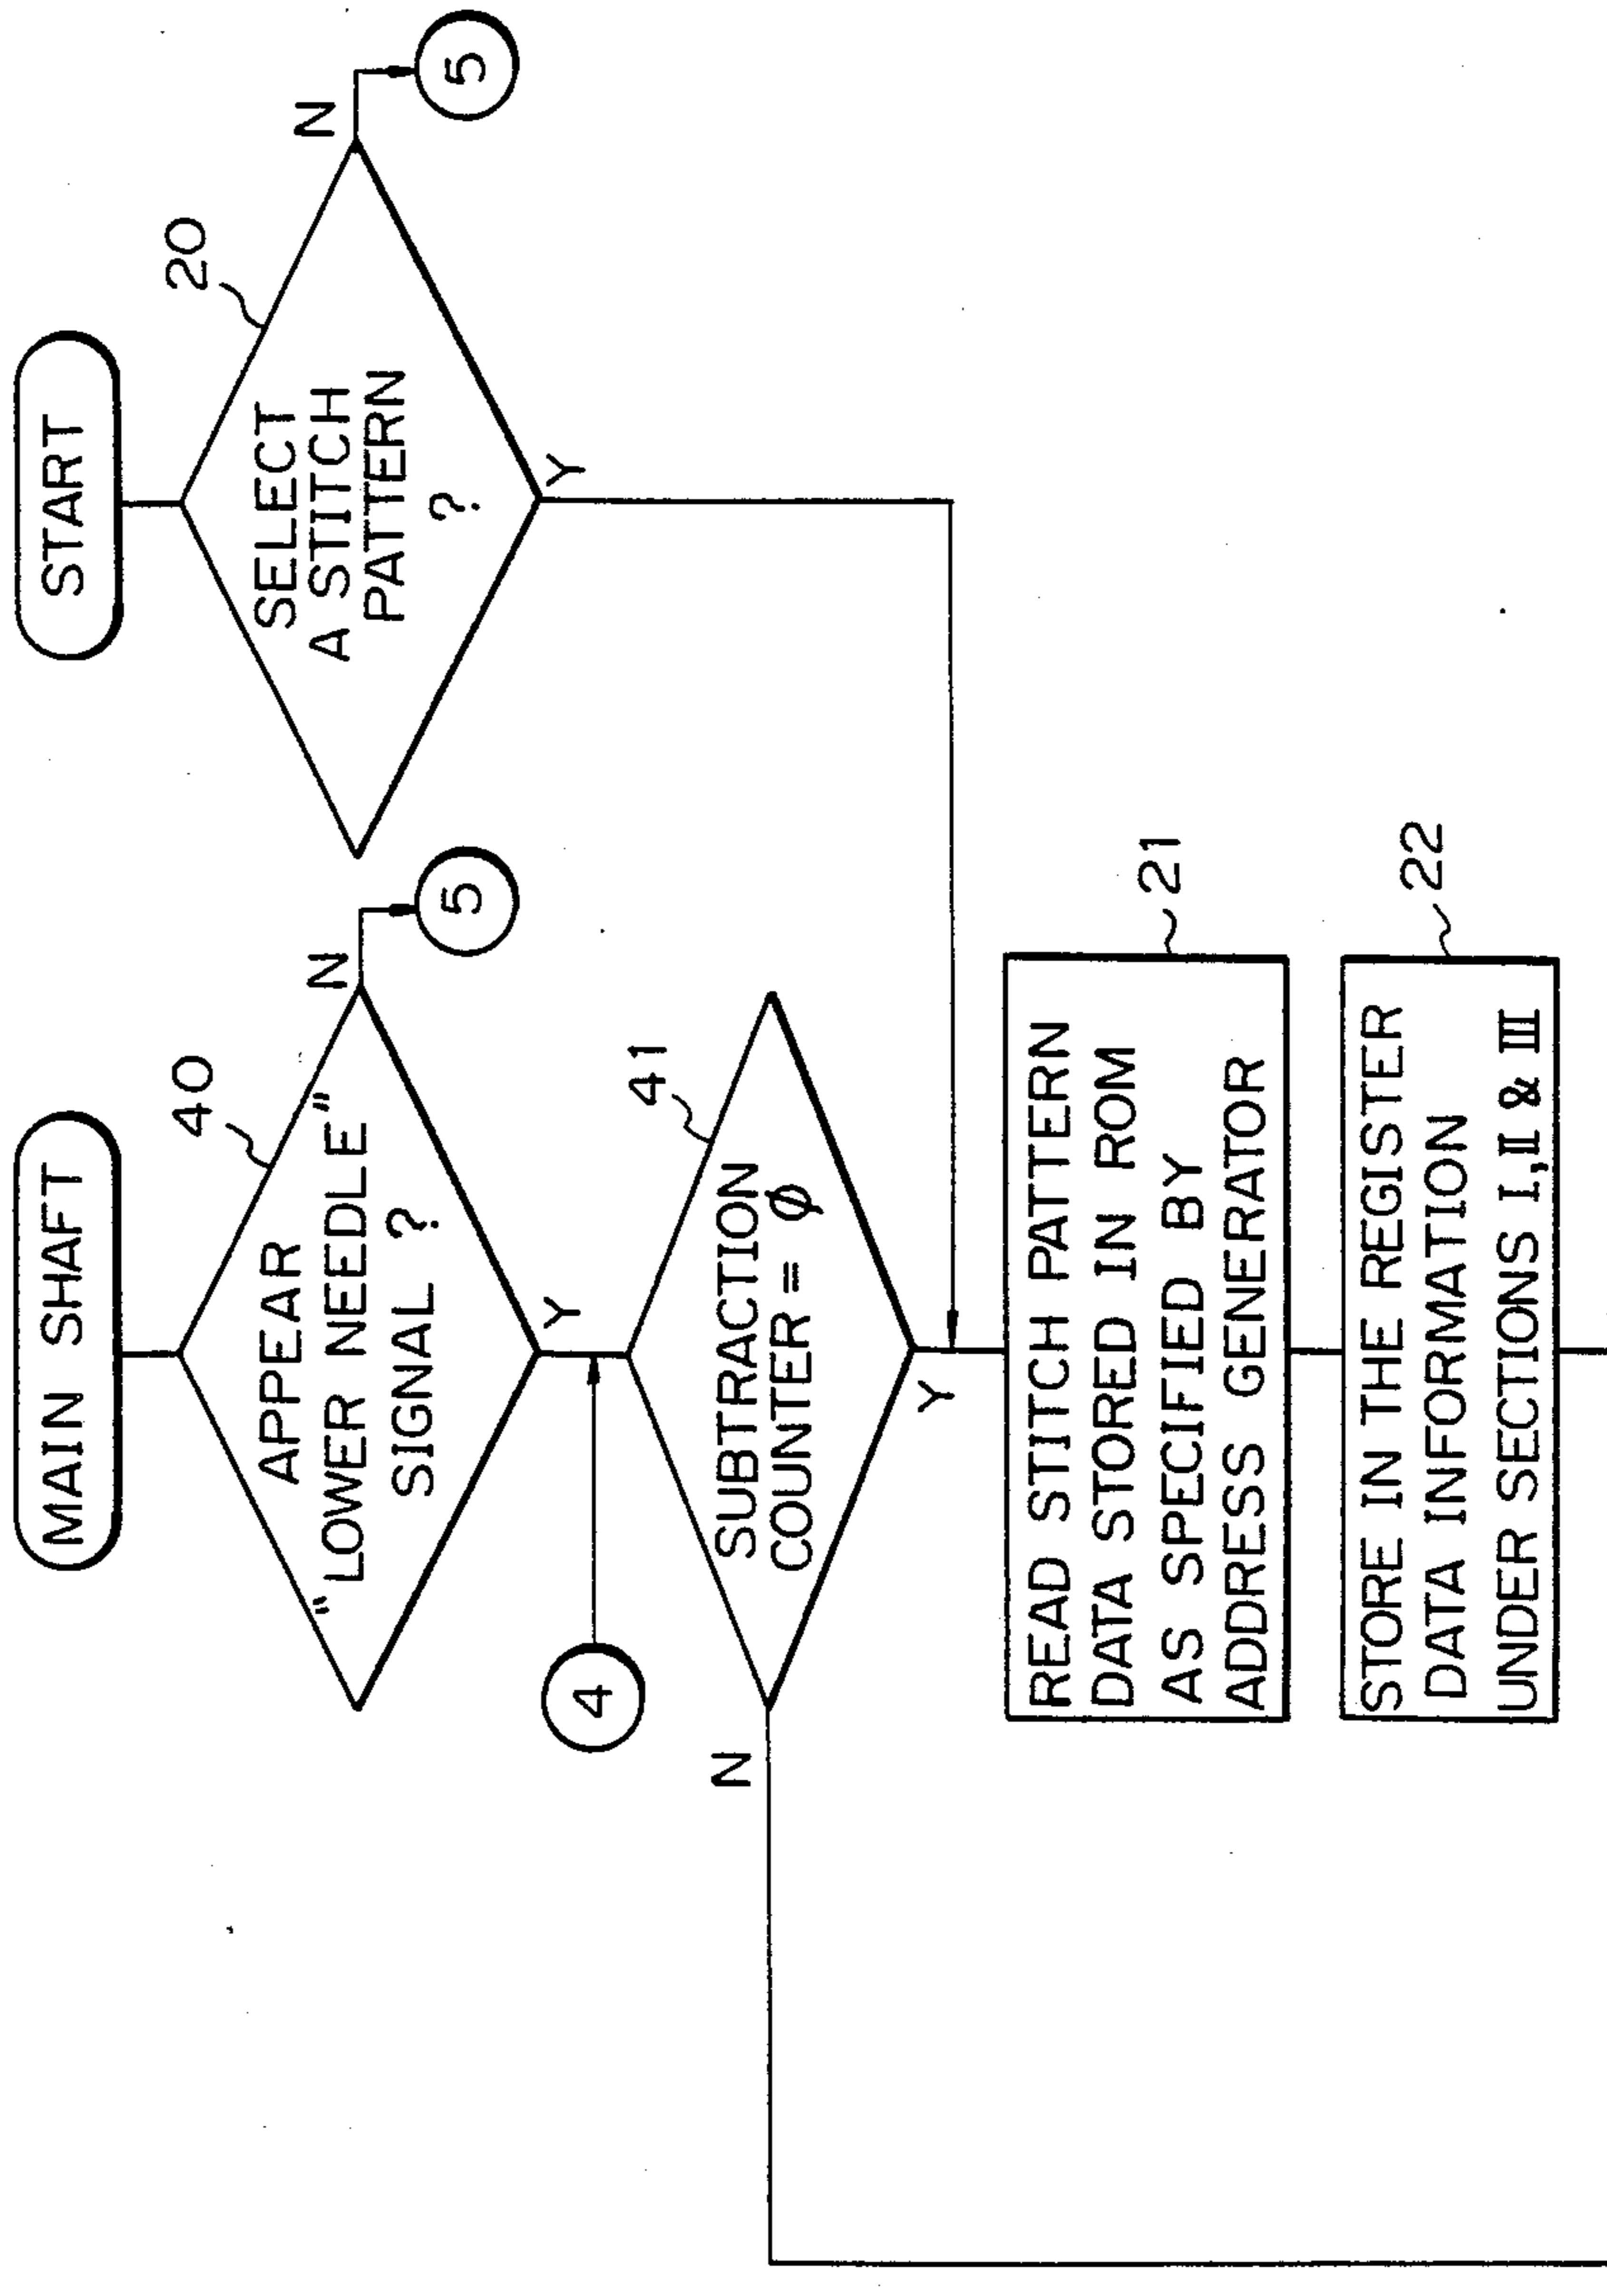 MAIN SHAFT
40
APPEAR
"LOWER NEEDLE"
SIGNAL ?
N
5
Y
4
41
SUBTRACTION
COUNTER = ϕ
N
Y
START
20
SELECT
A STITCH
PATTERN
?
N
5
Y
READ STITCH PATTERN
DATA STORED IN ROM
AS SPECIFIED BY
ADDRESS GENERATOR
21
STORE IN THE REGISTER
DATA INFORMATION
UNDER SECTIONS I,II & III
22